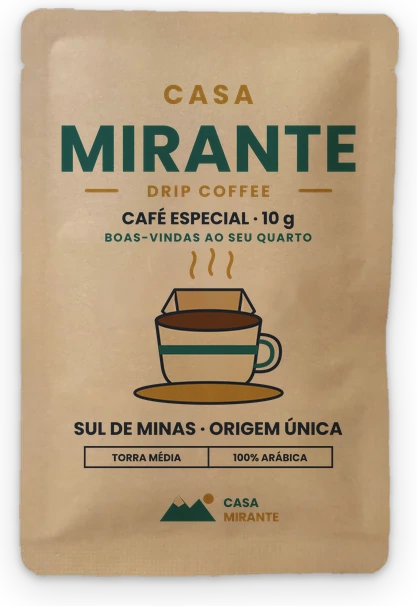 CASA
MIRANTE
DRIP COFFEE
CAFÉ ESPECIAL · 10 g
BOAS-VINDAS AO SEU QUARTO
SUL DE MINAS · ORIGEM ÚNICA
TORRA MÉDIA 100% ARÁBICA
CASA
MIRANTE